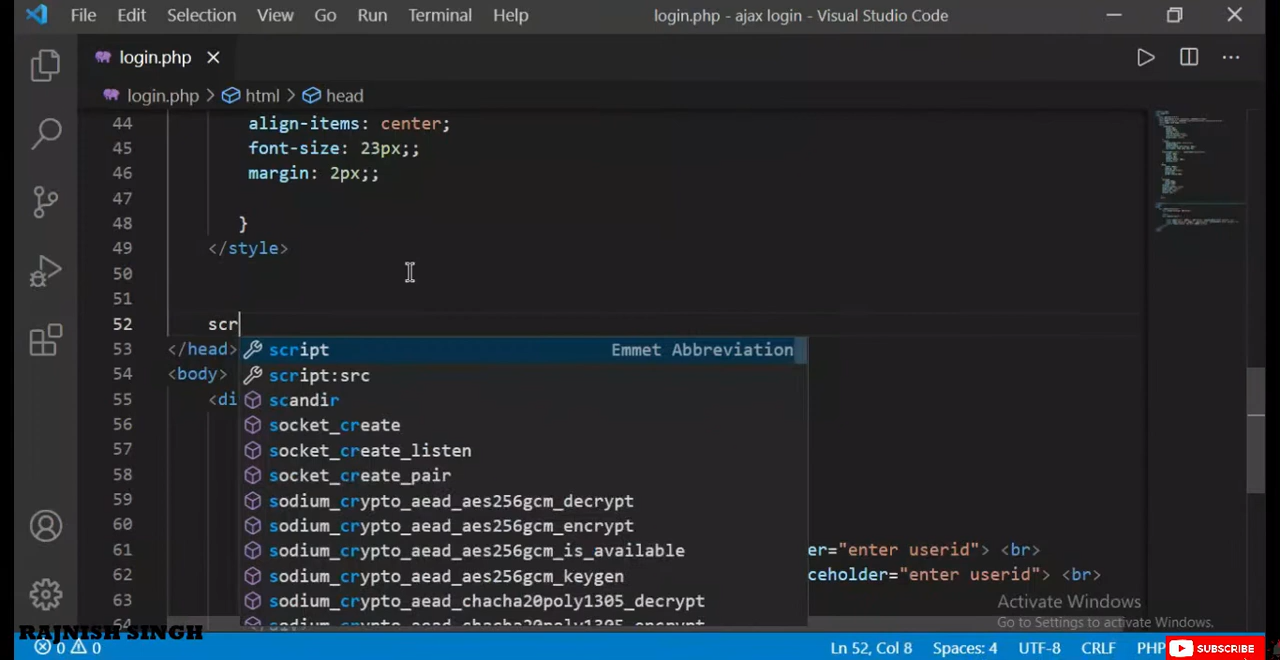 File Edit Selection View Go Run Terminal Help login.php - ajax login - Visual Studio Code
login.php
login.php > html > head
44 align-items: center;
45 font-size: 23px;;
46 margin: 2px;;
47
48 }
49 </style>
50
51
52 scr
53 </head> script Emmet Abbreviation
54 <body> script:src
55 <di scandir
56 socket_create
57 socket_create_listen
58 socket_create_pair
59 sodium_crypto_aead_aes256gcm_decrypt
60 sodium_crypto_aead_aes256gcm_encrypt
61 sodium_crypto_aead_aes256gcm_is_available er="enter userid"> <br>
62 sodium_crypto_aead_aes256gcm_keygen ceholder="enter userid"> <br>
63 sodium_crypto_aead_chacha20poly1305_decrypt
64 sodium_crypto_aead_chacha20poly1305_encrypt
Activate Windows
Go to Settings to activate Windows.
RAJNISH SINGH
0 0 Ln 52, Col 8 Spaces: 4 UTF-8 CRLF PHP SUBSCRIBE